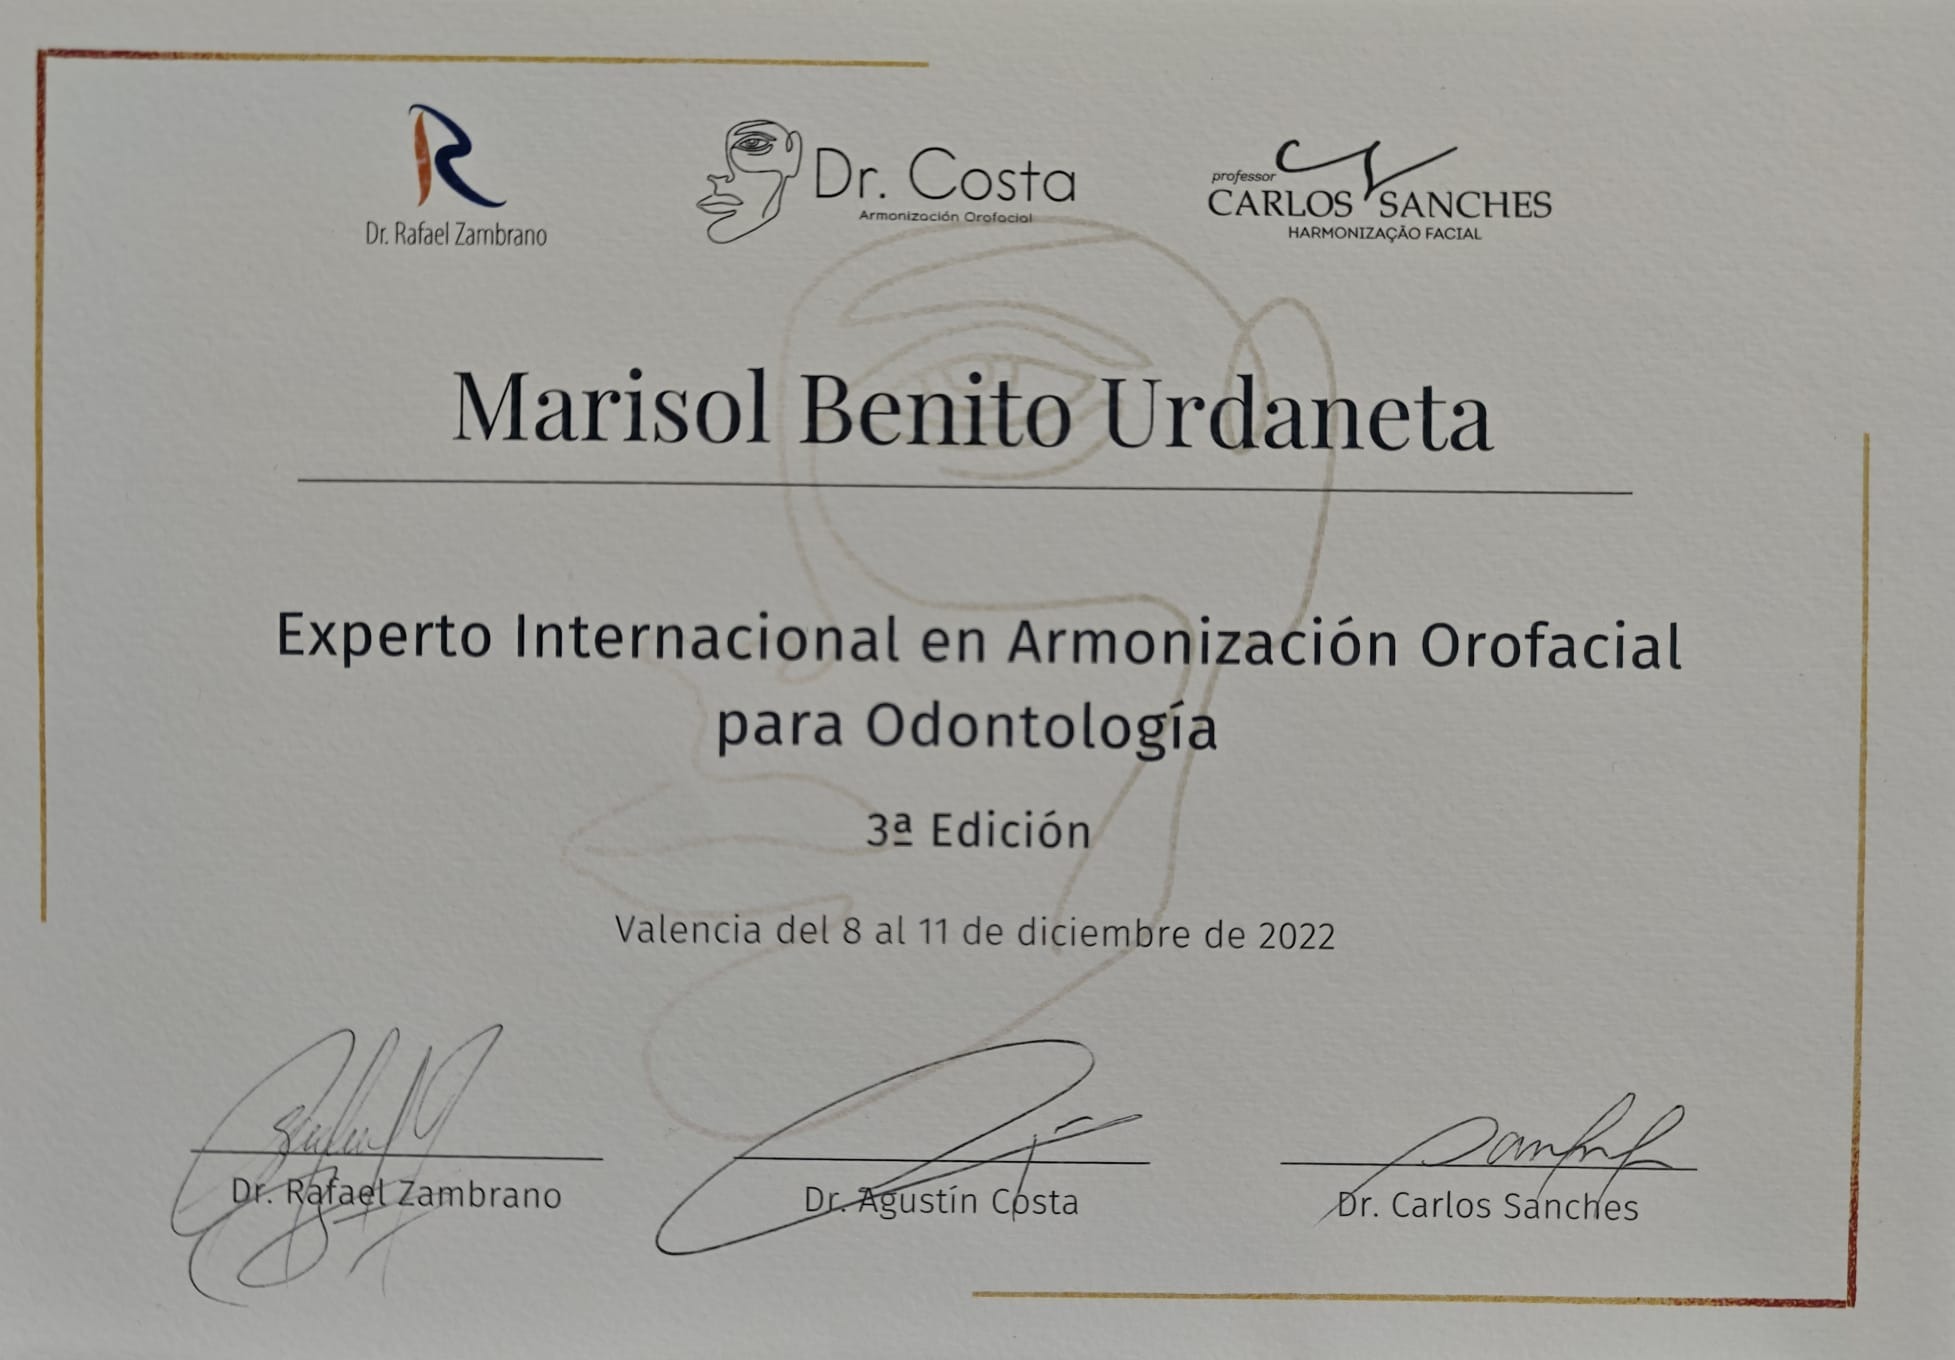 Dr. Rafael Zambrano
Dr. Costa
Armonización Orofacial
professor
CARLOS SANCHES
HARMONIZAÇÃO FACIAL
Marisol Benito Urdaneta
Experto Internacional en Armonización Orofacial
para Odontología
3ª Edición
Valencia del 8 al 11 de diciembre de 2022
Dr. Rafael Zambrano
Dr. Agustín Costa
Dr. Carlos Sanches